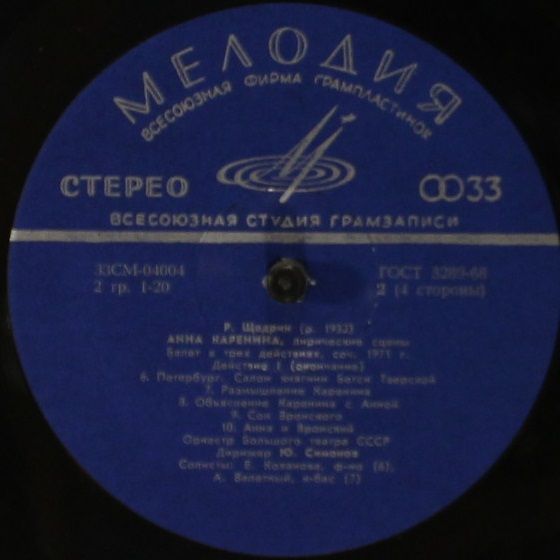 МЕЛОДИЯ
ВСЕСОЮЗНАЯ ФИРМА ГРАМПЛАСТИНОК
СТЕРЕО 33
ВСЕСОЮЗНАЯ СТУДИЯ ГРАМЗАПИСИ
33СМ-04004 ГОСТ 5289-68
2 гр. 1-20 2 (4 стороны)
Р. Щедрин (р. 1932)
АННА КАРЕНИНА, лирические сцены
Балет в трех действиях, соч. 1971 г.
Действие I (окончание)
6. Петербург. Салон княгини Бетси Тверской
7. Размышление Каренина
8. Объяснение Каренина с Анной
9. Сон Вронского
10. Анна и Вронский
Оркестр Большого театра СССР
Дирижер Ю. Симонов
Солисты: Е. ф-но (6),
А. к-бас (7)